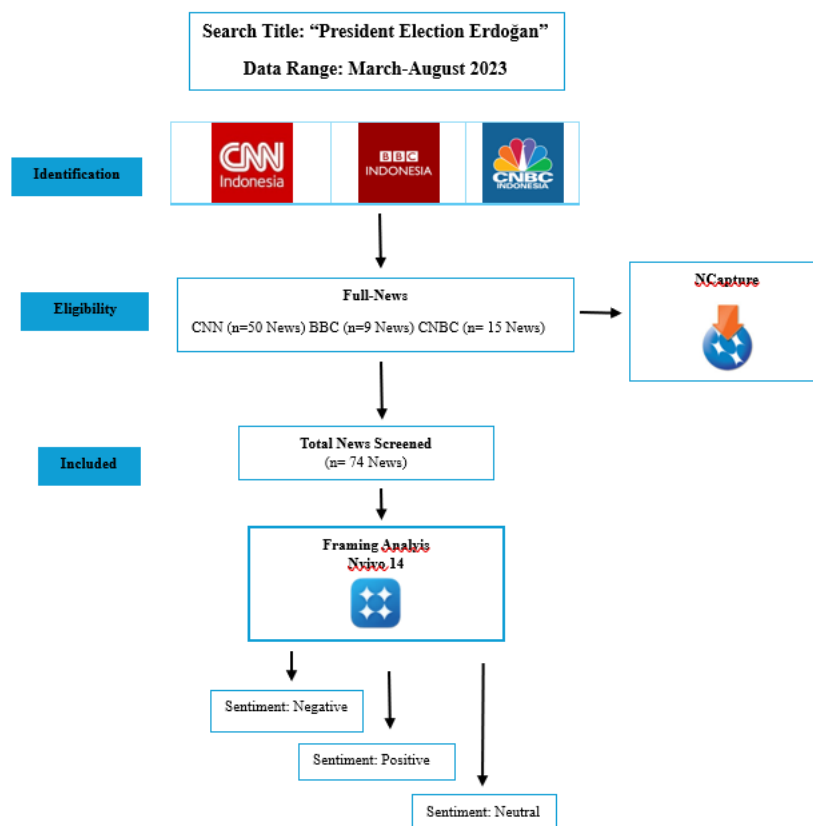 Search Title: “President Election Erdoğan”
Data Range: March-August 2023
Identification
CNN
Indonesia
BBC
INDONESIA
CNBC
INDONESIA
Eligibility
Full-News
CNN (n=50 News) BBC (n=9 News) CNBC (n= 15 News)
NCapture
Included
Total News Screened
(n= 74 News)
Framing Analyis
Nvivo 14
Sentiment: Negative
Sentiment: Positive
Sentiment: Neutral